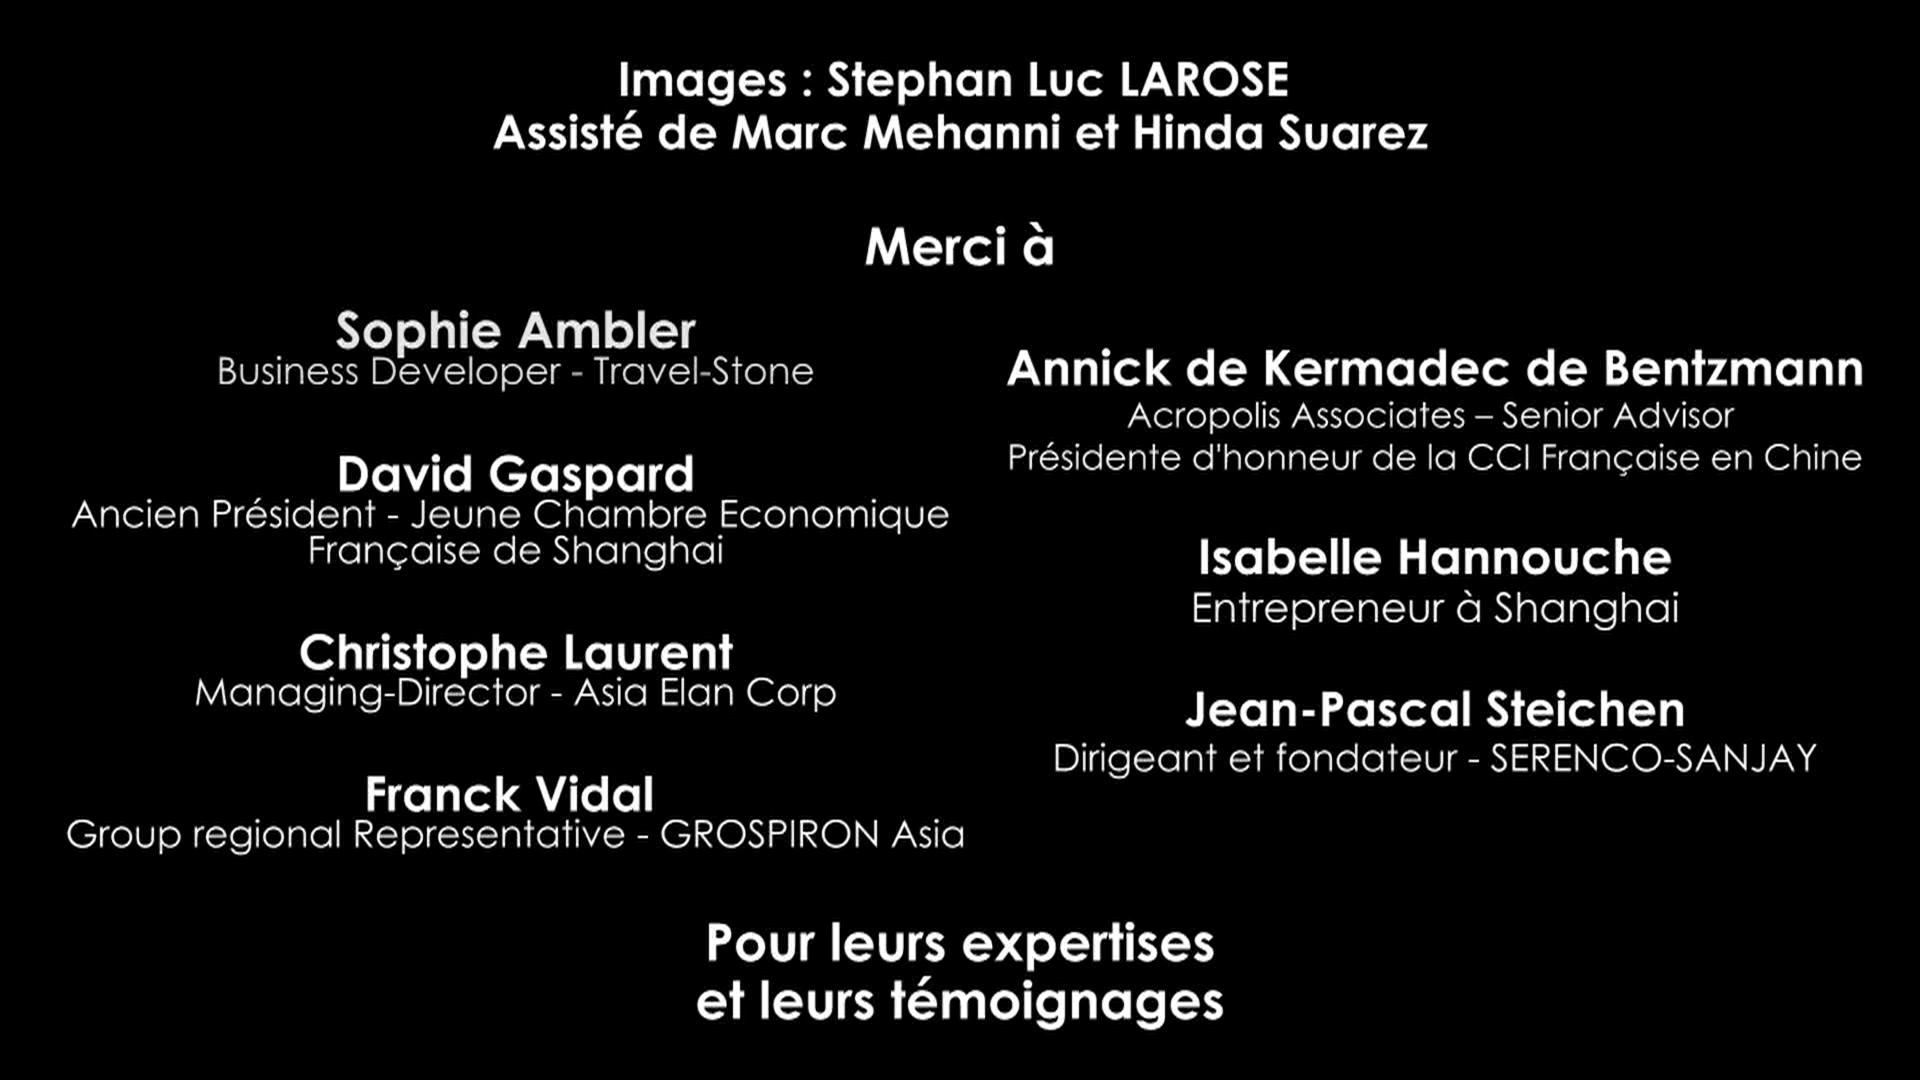 Images : Stephan Luc LAROSE
Assisté de Marc Mehanni et Hinda Suarez
Merci à
Sophie Ambler
Business Developer - Travel-Stone
David Gaspard
Ancien Président - Jeune Chambre Economique
Française de Shanghai
Christophe Laurent
Managing-Director - Asia Elan Corp
Franck Vidal
Group regional Representative - GROSPIRON Asia
Annick de Kermadec de Bentzmann
Acropolis Associates – Senior Advisor
Présidente d'honneur de la CCI Française en Chine
Isabelle Hannouche
Entrepreneur à Shanghai
Jean-Pascal Steichen
Dirigeant et fondateur - SERENCO-SANJAY
Pour leurs expertises
et leurs témoignages